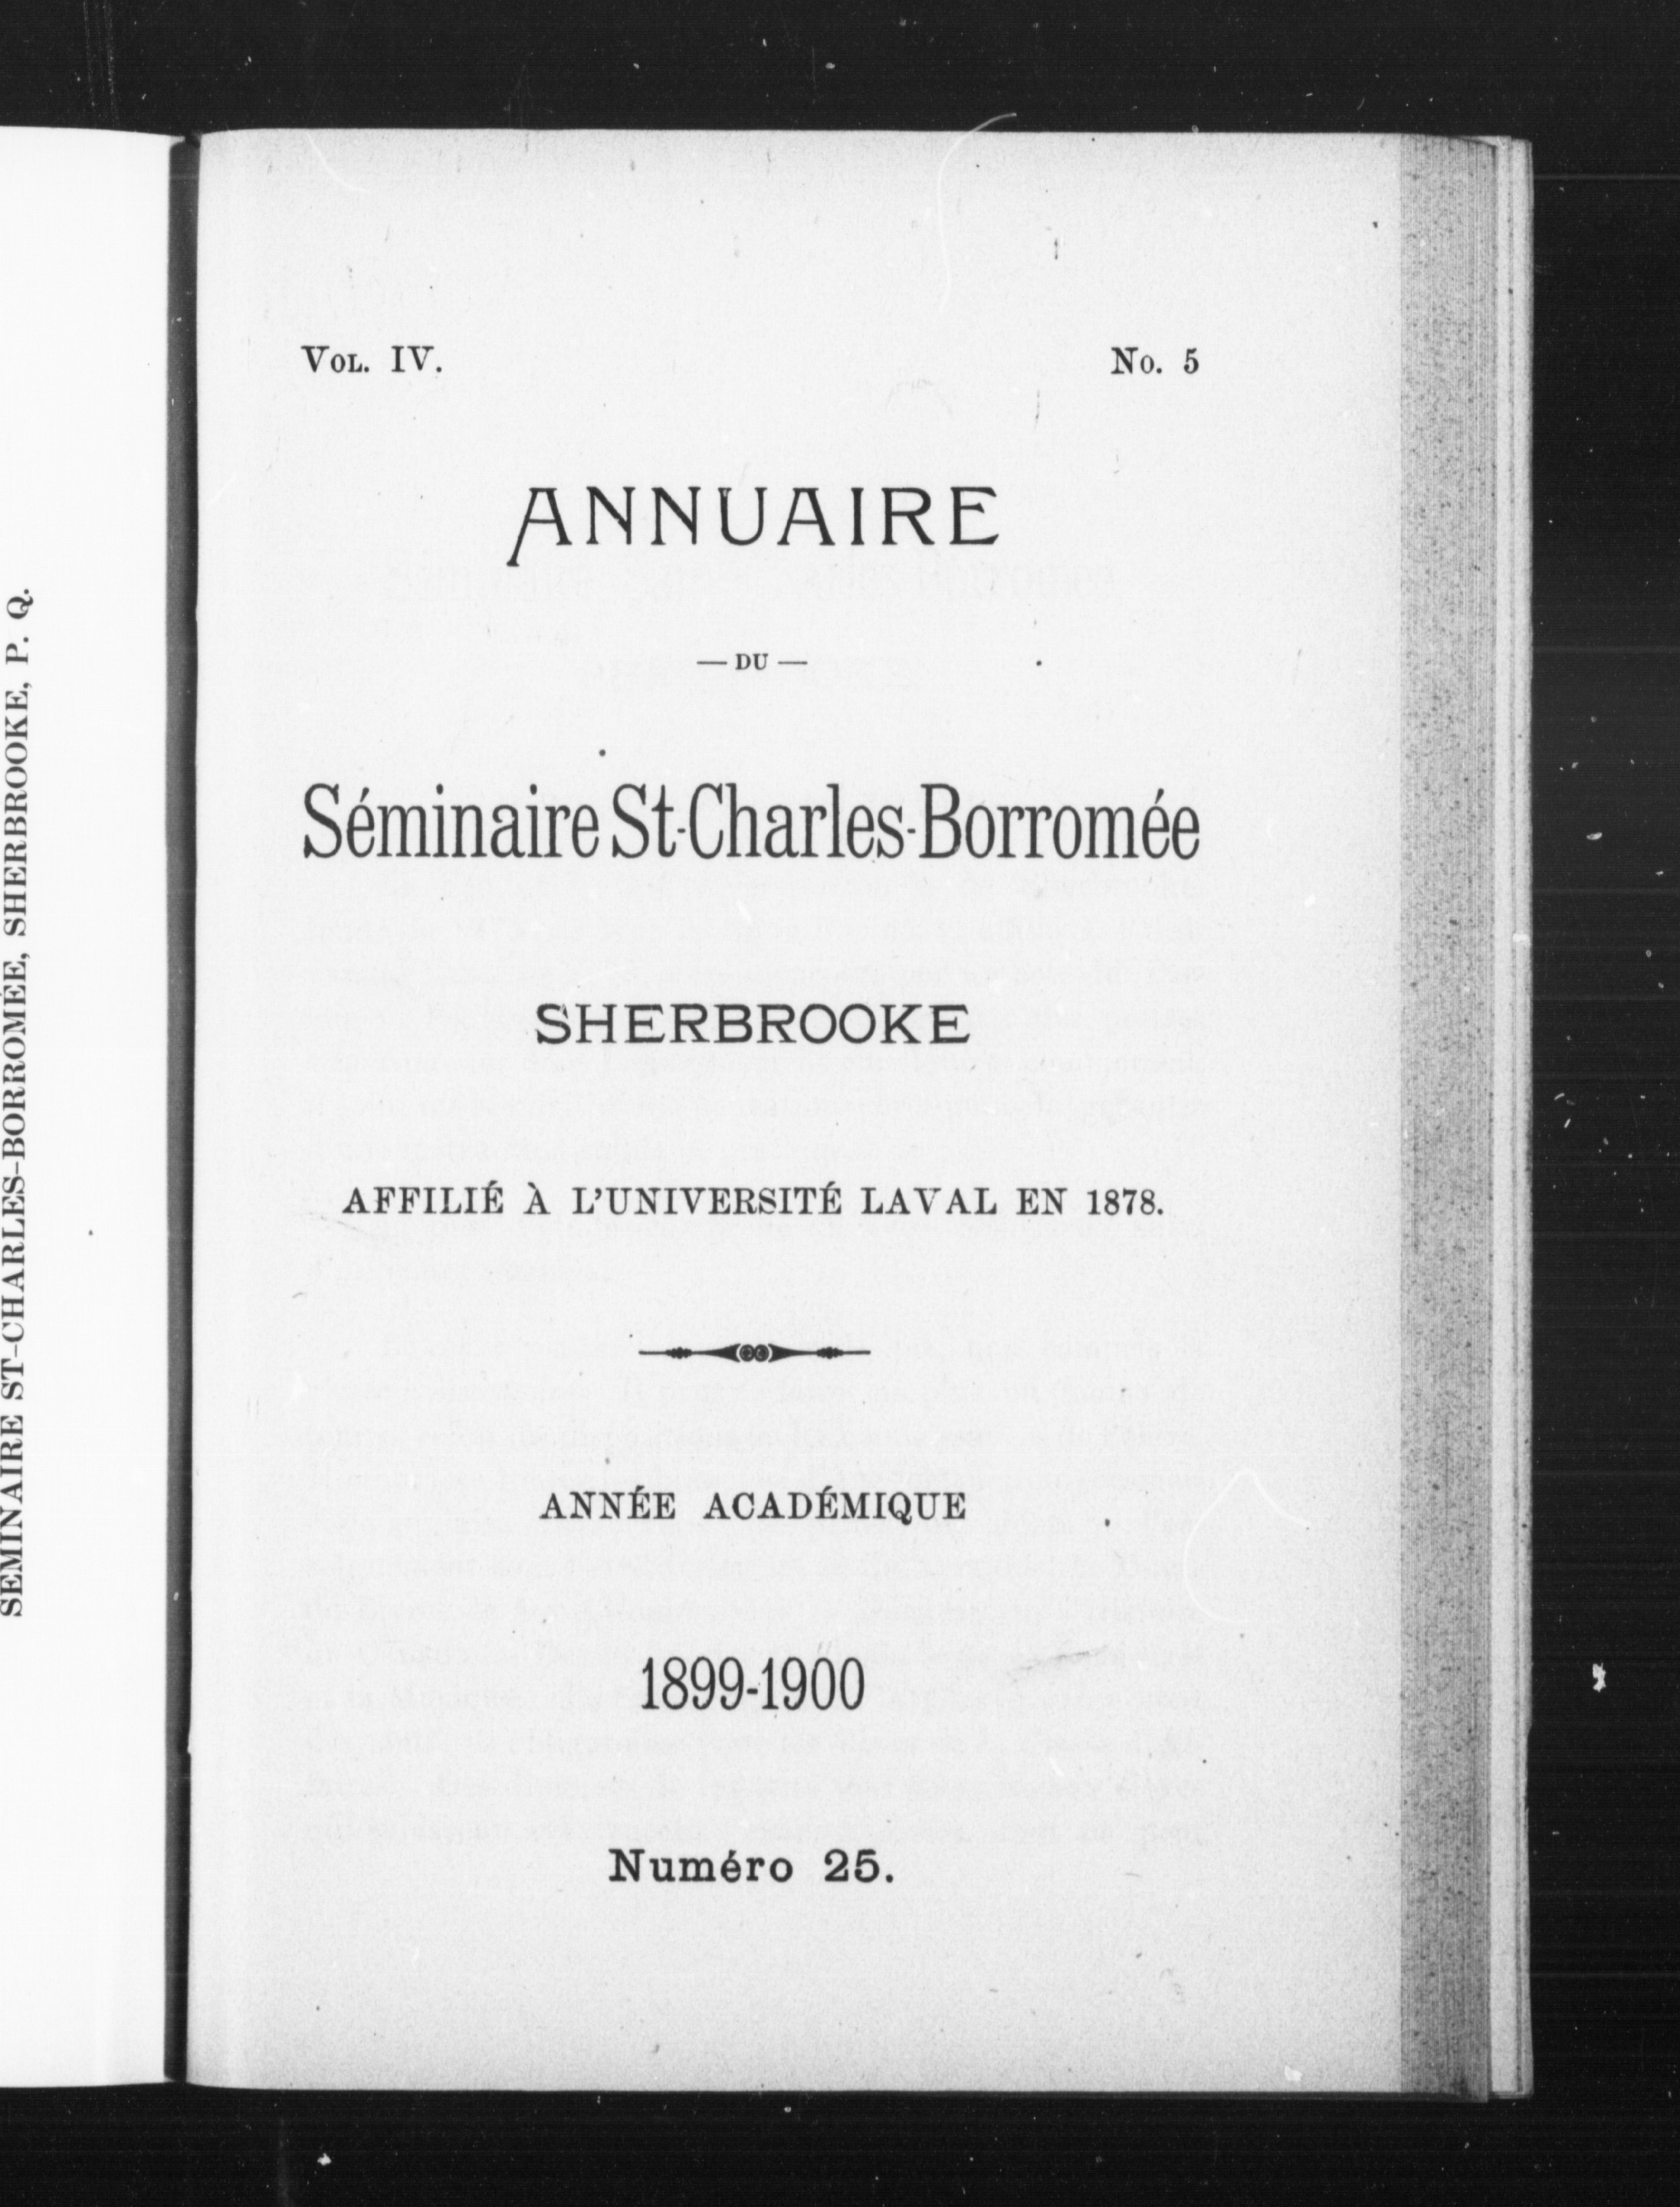 SEMINAIRE ST-CHARLES-BORROMÉE, SHERBROOKE, P. Q.
VOL. IV. No. 5
ANNUAIRE
— DU —
Séminaire St-Charles-Borromée
SHERBROOKE
AFFILIÉ À L'UNIVERSITÉ LAVAL EN 1878.
ANNÉE ACADÉMIQUE
1899-1900
Numéro 25.